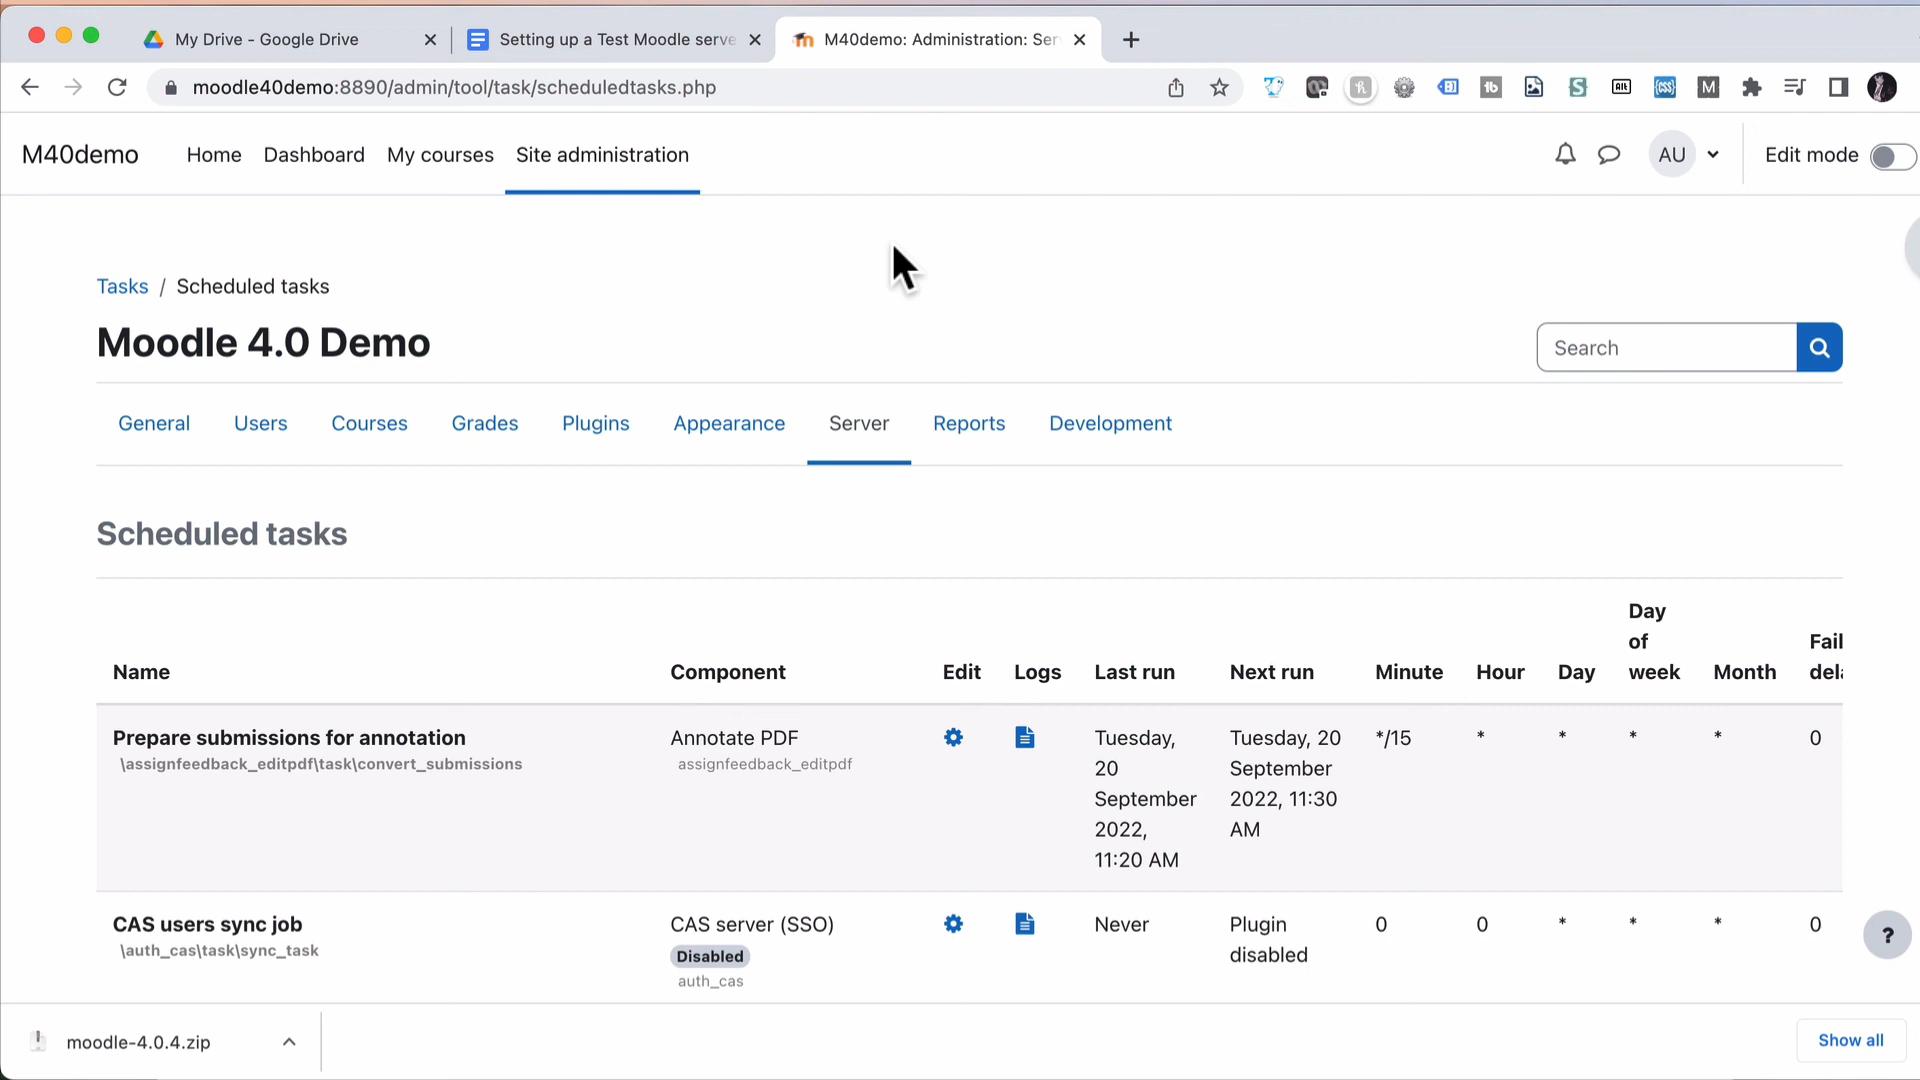 My Drive - Google Drive
Setting up a Test Moodle serve
M40demo: Administration: Ser
moodle40demo:8890/admin/tool/task/scheduledtasks.php
M40demo
Home
Dashboard
My courses
Site administration
AU
Edit mode
Tasks / Scheduled tasks
Moodle 4.0 Demo
Search
General
Users
Courses
Grades
Plugins
Appearance
Server
Reports
Development
Scheduled tasks
Name
Component
Edit
Logs
Last run
Next run
Minute
Hour
Day
Day
of
week
Month
Fail
dela
Prepare submissions for annotation
\assignfeedback_editpdf\task\convert_submissions
Annotate PDF
assignfeedback_editpdf
Tuesday,
20
September
2022,
11:20 AM
Tuesday, 20
September
2022, 11:30
AM
*/15
*
*
*
*
0
CAS users sync job
\auth_cas\task\sync_task
CAS server (SSO)
Disabled
auth_cas
Never
Plugin
disabled
0
0
*
*
*
0
?
moodle-4.0.4.zip
Show all